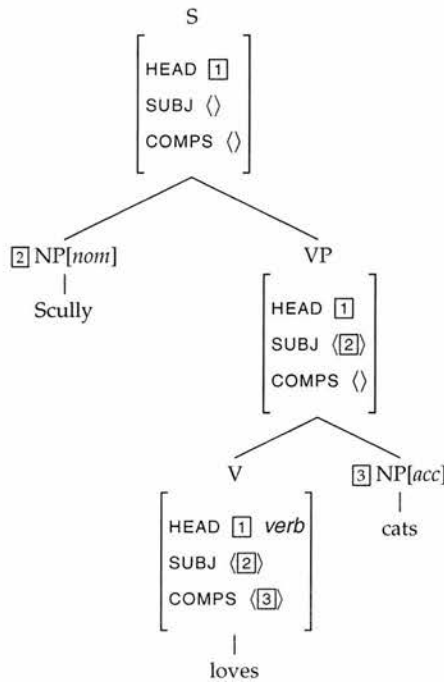 S
HEAD [1]
SUBJ ⟨⟩
COMPS ⟨⟩
[2] NP[nom]
VP
Scully
HEAD [1]
SUBJ ⟨[2]⟩
COMPS ⟨⟩
V
[3] NP[acc]
HEAD [1] verb
cats
SUBJ ⟨[2]⟩
COMPS ⟨[3]⟩
loves